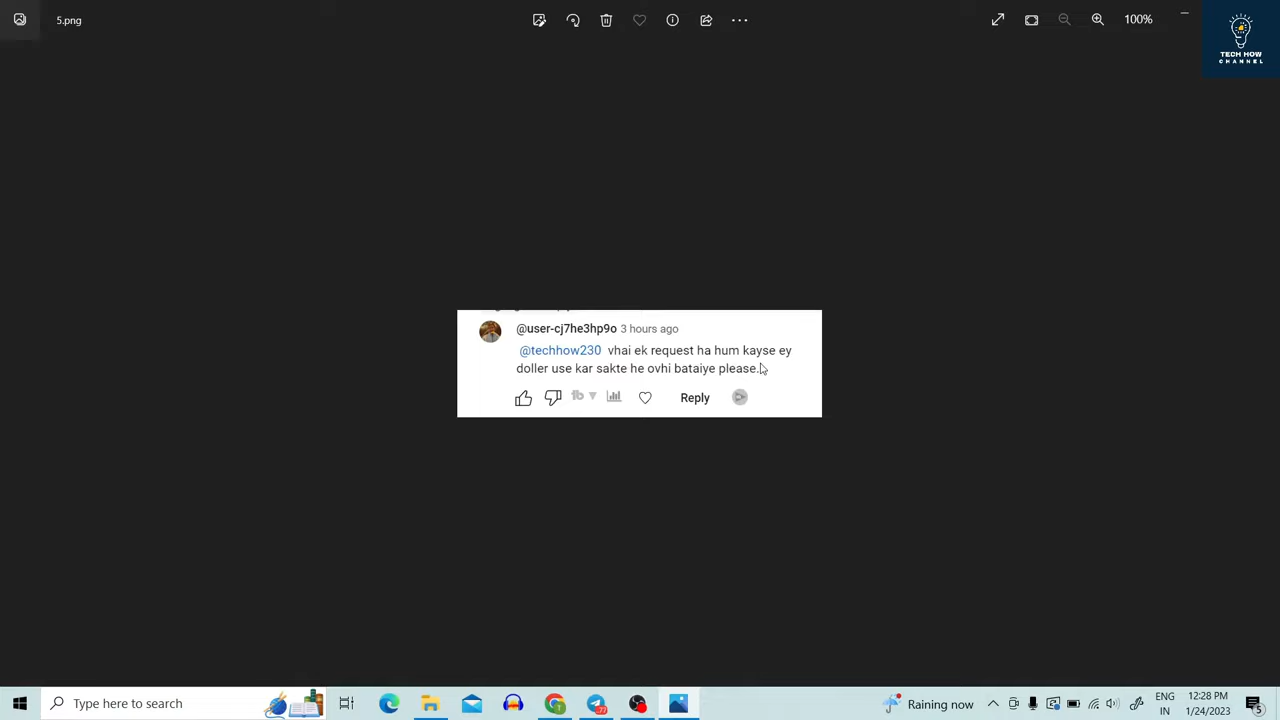 5.png
100%
TECH HOW
CHANNEL
@user-cj7he3hp9o 3 hours ago
@techhow230 vhai ek request ha hum kayse ey
doller use kar sakte he ovhi bataiye please.
Reply
Type here to search
Raining now
ENG
IN
12:28 PM
1/24/2023
5